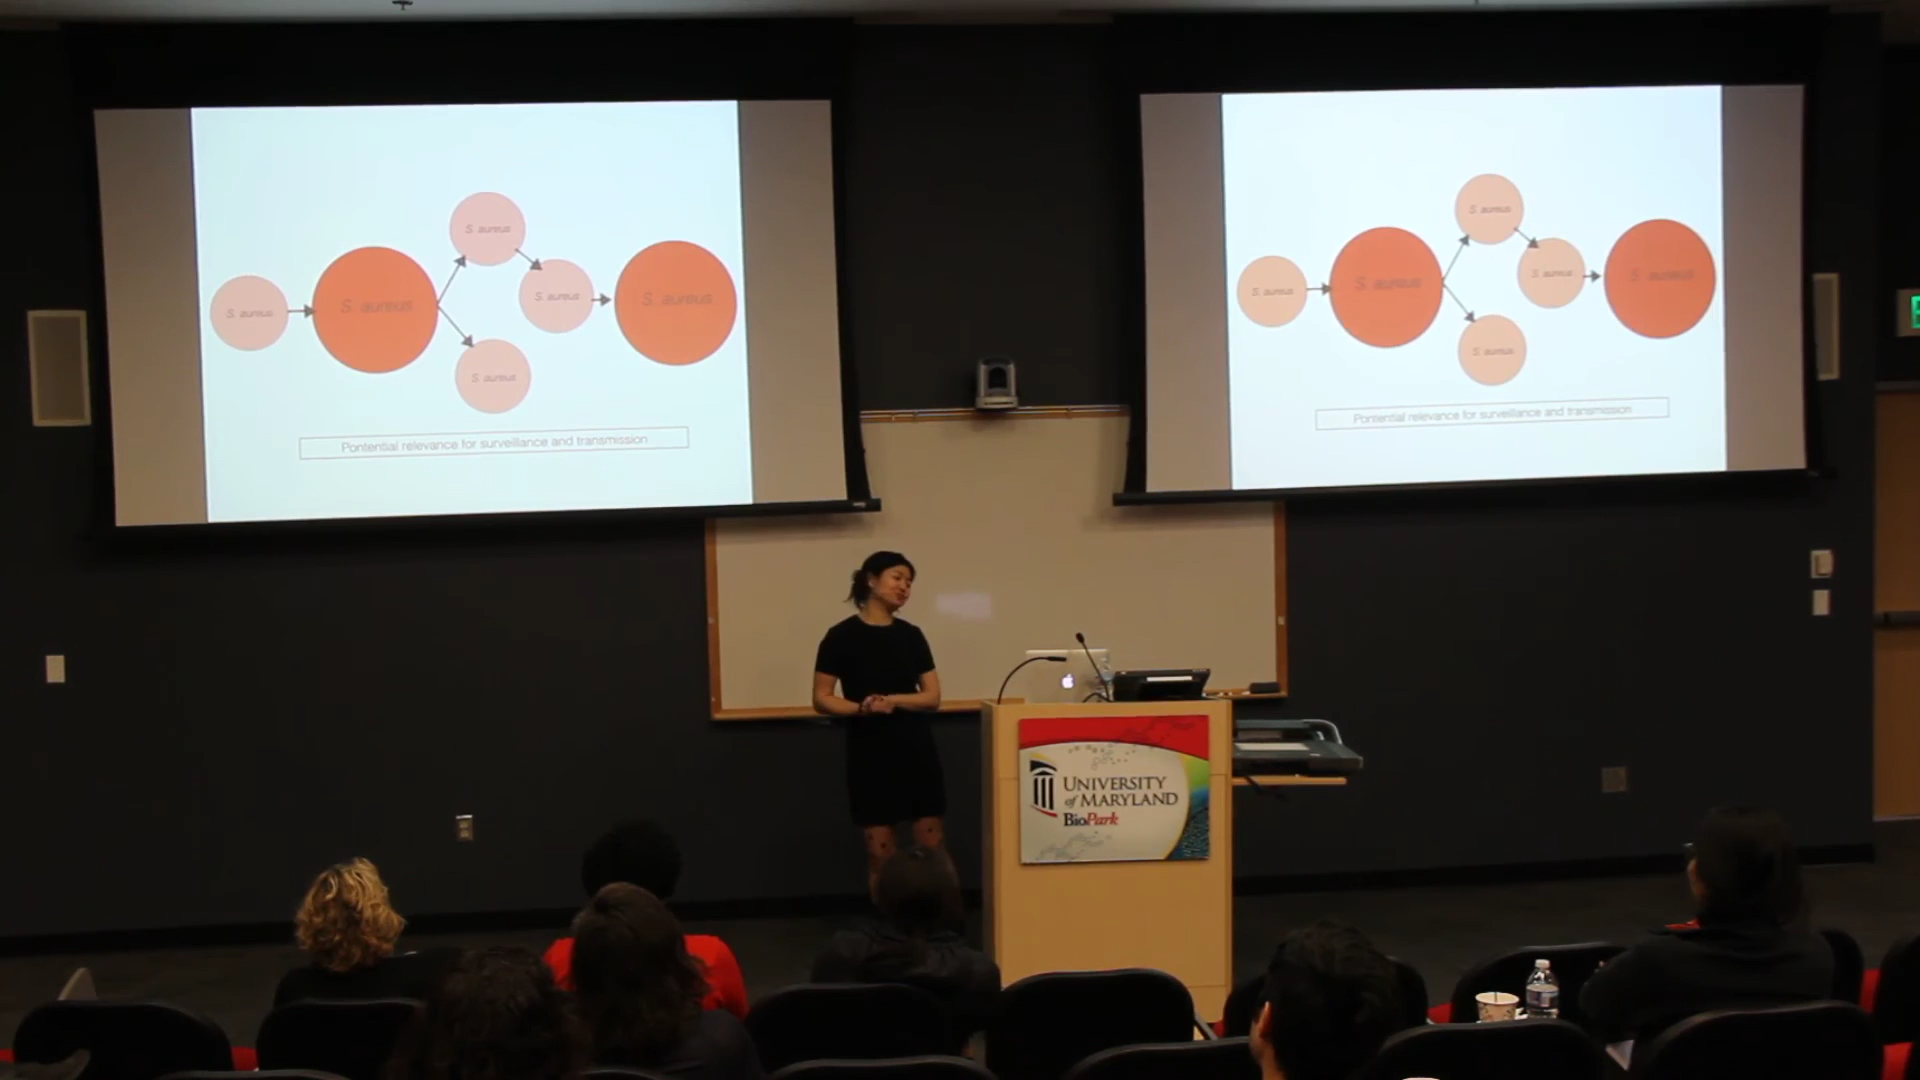 S. aureus
S. aureus
S. aureus
S. aureus
S. aureus
S. aureus
Pontential relevance for surveillance and transmission
S. aureus
S. aureus
S. aureus
S. aureus
S. aureus
S. aureus
Pontential relevance for surveillance and transmission
UNIVERSITY
of MARYLAND
BioPark